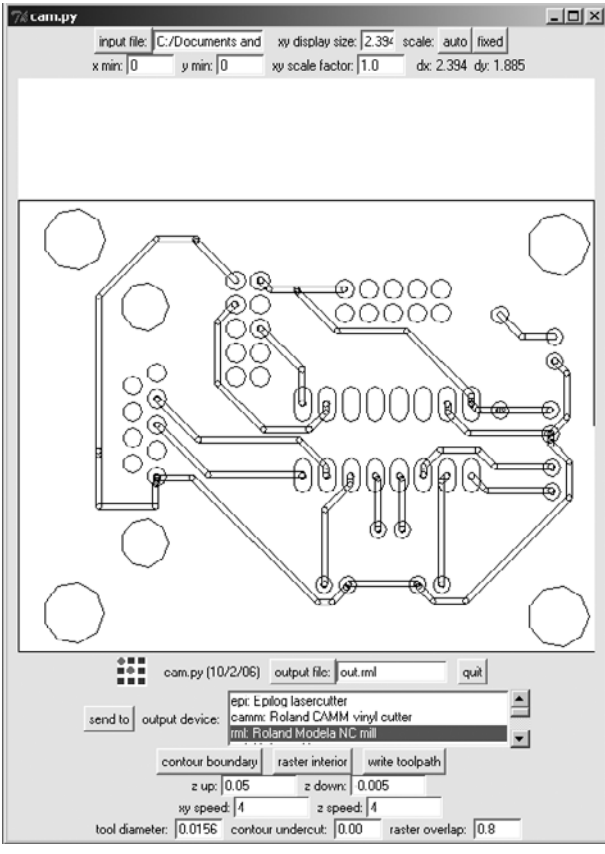 cam.py
input file: C:/Documents and xy display size: 2.394 scale: auto fixed
x min: 0 y min: 0 xy scale factor: 1.0 dx: 2.394 dy: 1.885
cam.py (10/2/06) output file: out.rml quit
send to output device: epi: Epilog lasercutter
camm: Roland CAMM vinyl cutter
rml: Roland Modela NC mill
contour boundary raster interior write toolpath
z up: 0.05 z down: -0.005
xy speed: 4 z speed: 4
tool diameter: 0.0156 contour undercut: 0.00 raster overlap: 0.8